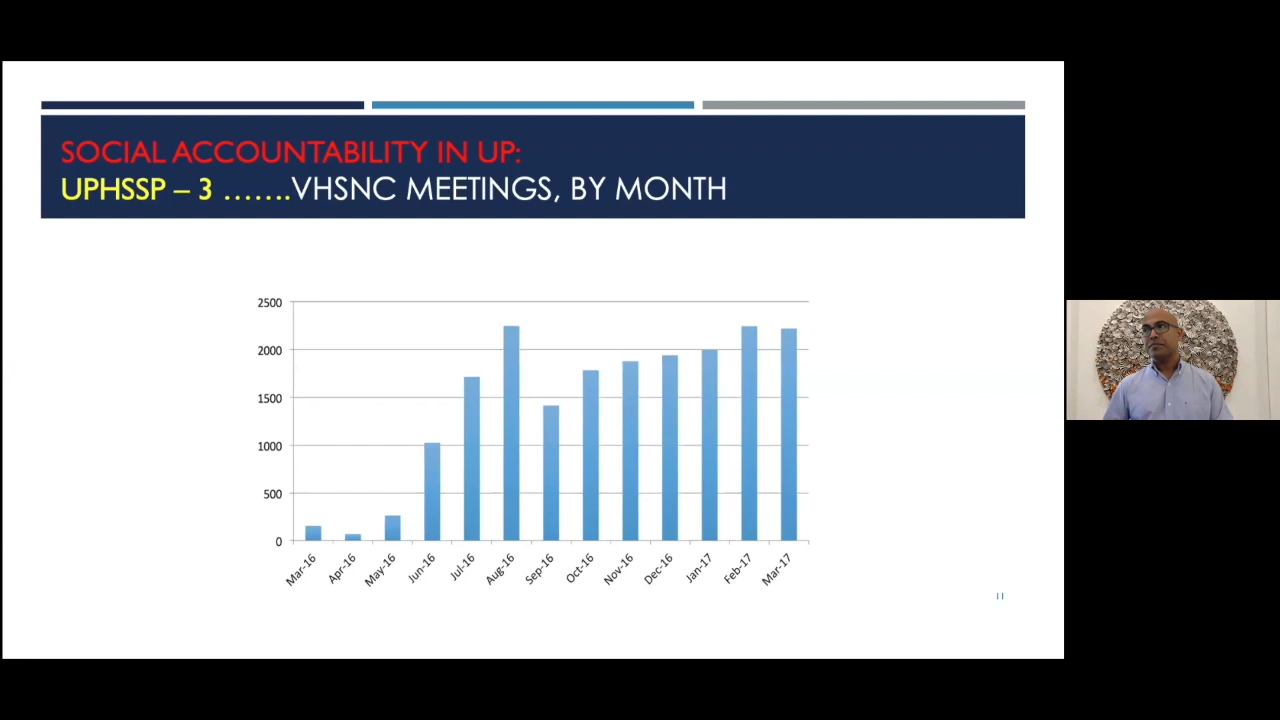 SOCIAL ACCOUNTABILITY IN UP:
UPHSSP – 3 .......VHSNC MEETINGS, BY MONTH
2500
2000
1500
1000
500
0
Mar-16 Apr-16 May-16 Jun-16 Jul-16 Aug-16 Sep-16 Oct-16 Nov-16 Dec-16 Jan-17 Feb-17 Mar-17
11